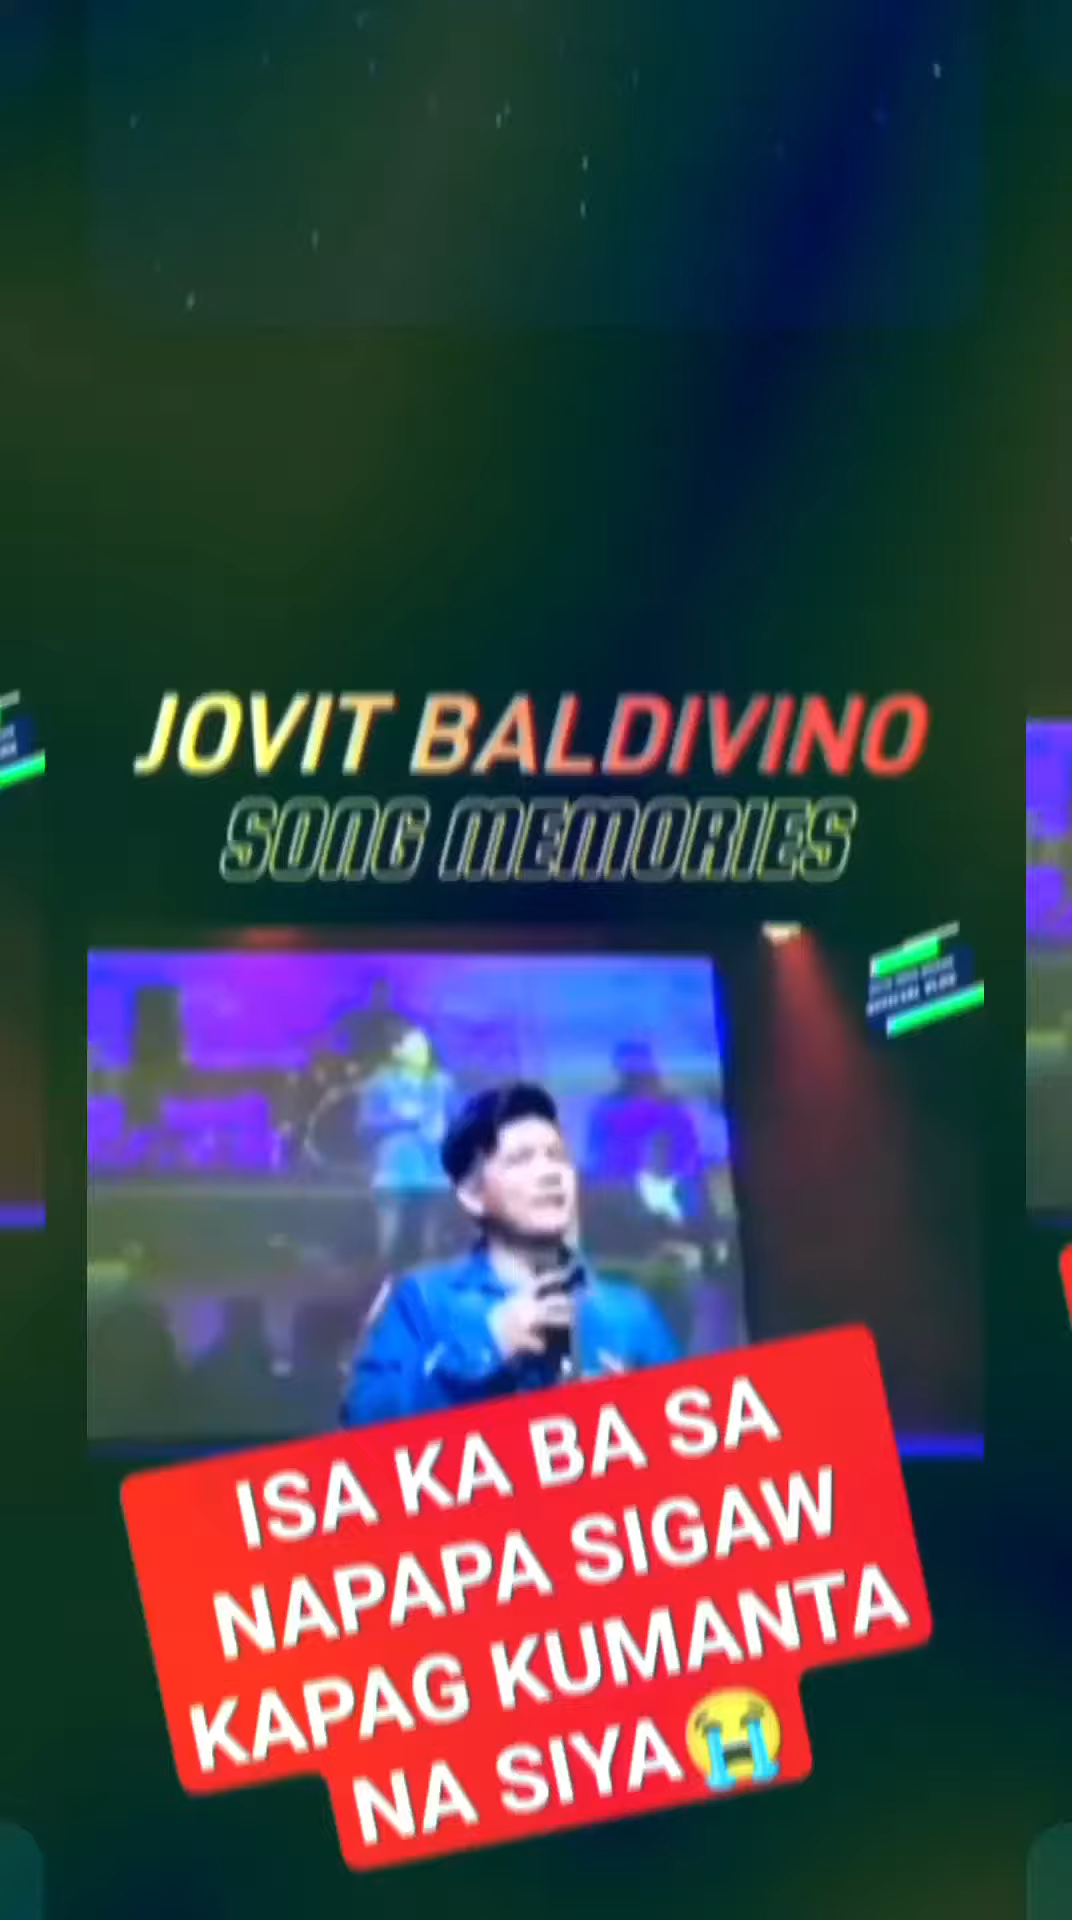 JOVIT BALDIVINO
SONG MEMORIES
ISA KA BA SA
NAPAPA SIGAW
KAPAG KUMANTA
NA SIYA😭